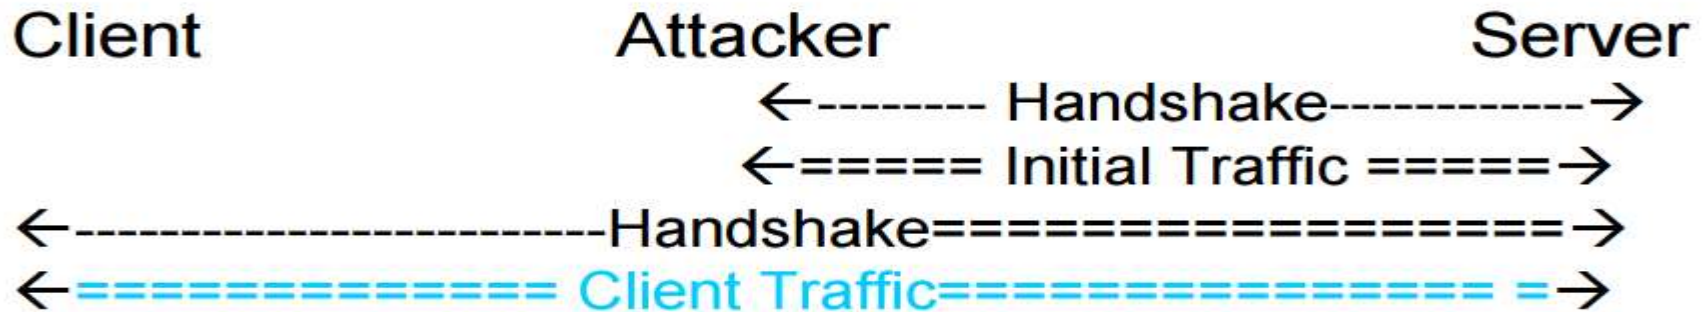 Client Attacker Server
<-------- Handshake------------>
<===== Initial Traffic =====>
<-------------------------Handshake=================>
<============= Client Traffic=============== =>